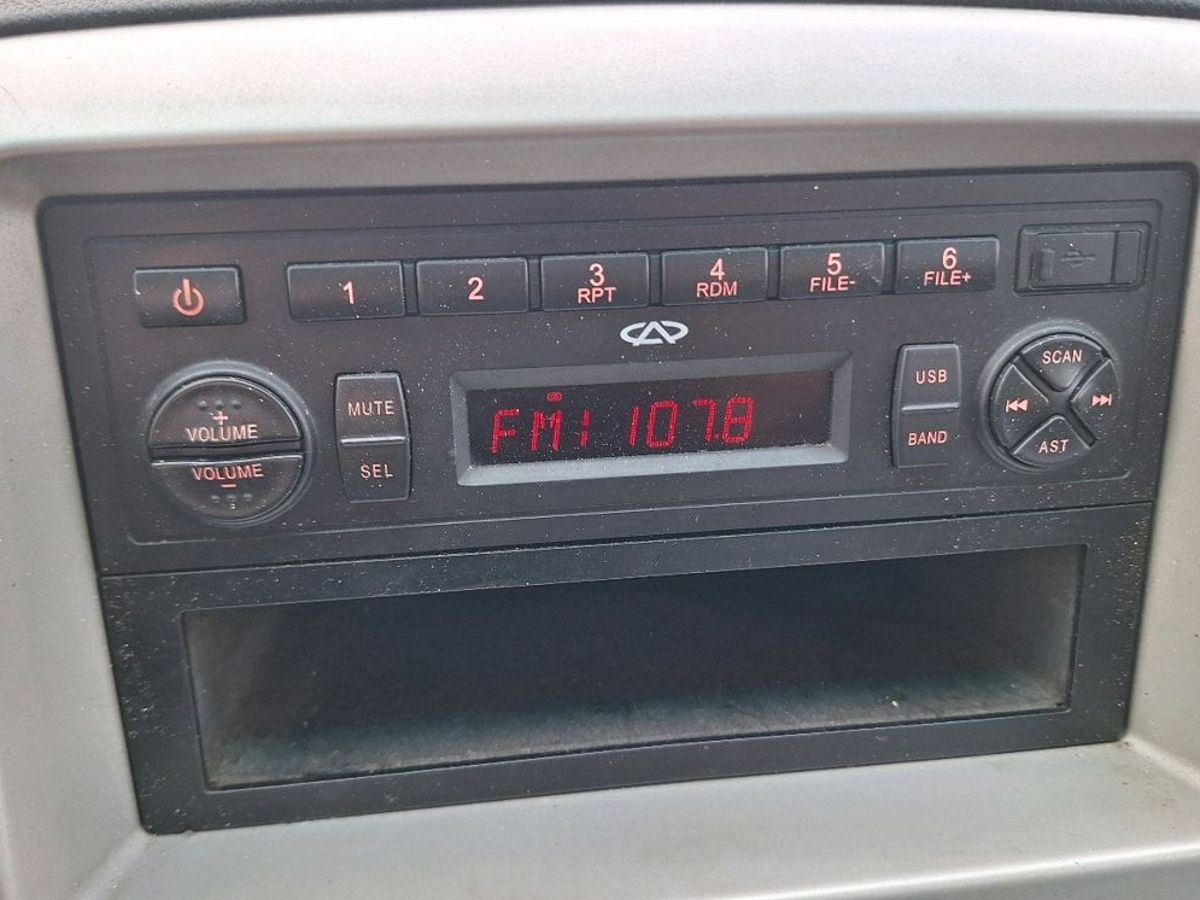 1
2
3
RPT
4
RDM
5
FILE-
6
FILE+
+
VOLUME
VOLUME
-
MUTE
SEL
FM1 107.8
USB
BAND
SCAN
AST